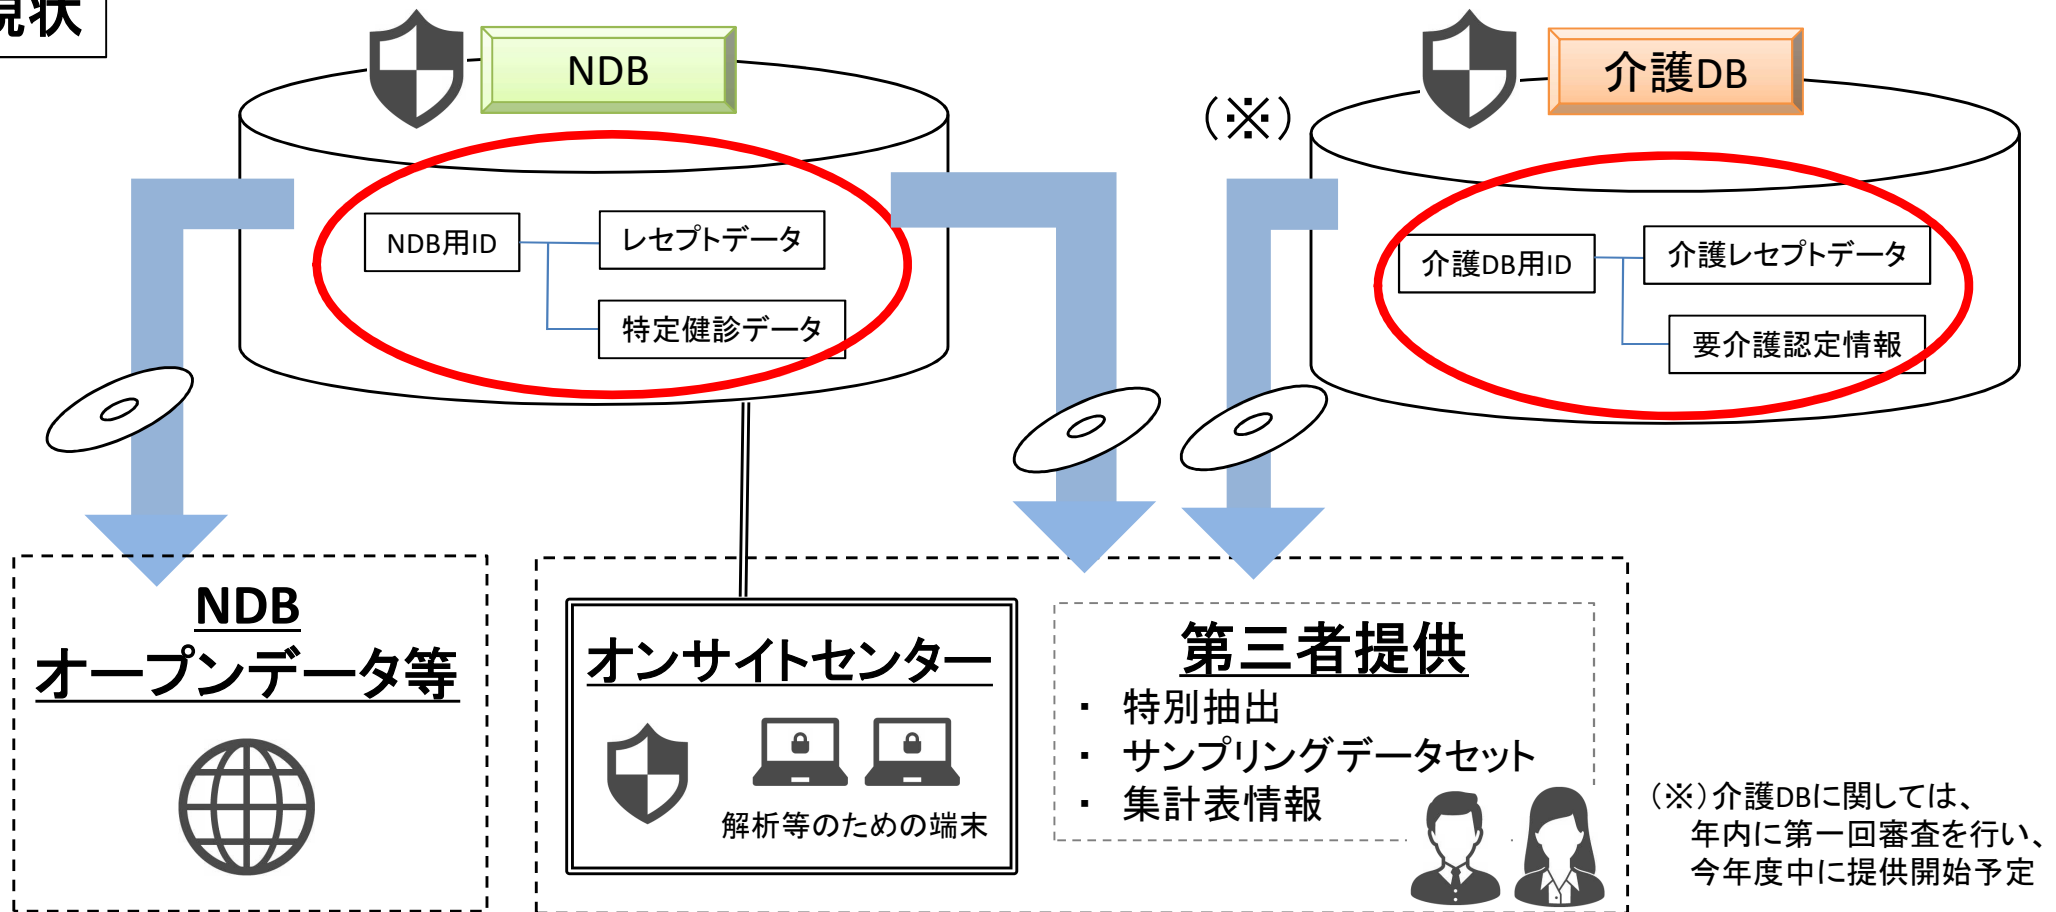 現状
NDB
介護DB
(※)
NDB用ID
レセプトデータ
特定健診データ
介護DB用ID
介護レセプトデータ
要介護認定情報
NDB
オープンデータ等
オンサイトセンター
解析等のための端末
第三者提供
・ 特別抽出
・ サンプリングデータセット
・ 集計表情報
(※)介護DBに関しては、
年内に第一回審査を行い、
今年度中に提供開始予定